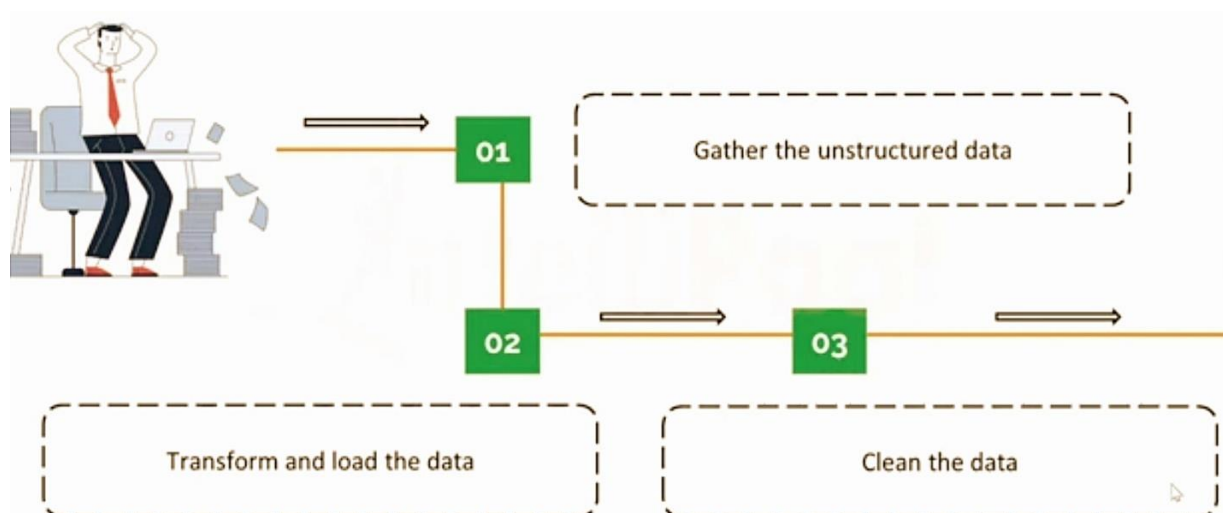 01
Gather the unstructured data
02
03
Transform and load the data
Clean the data